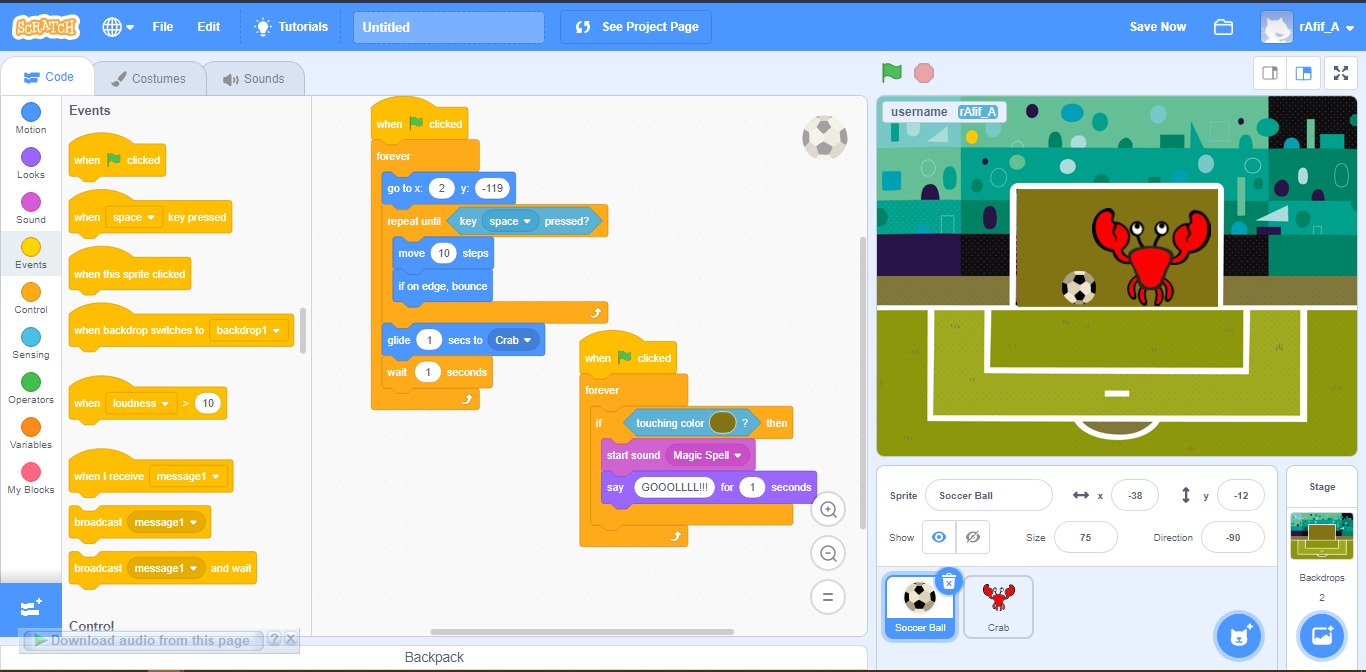 SCRATCH
File
Edit
Tutorials
Untitled
See Project Page
Save Now
rAfif_A
Code
Costumes
Sounds
Motion
Looks
Sound
Events
Control
Sensing
Operators
Variables
My Blocks
Events
when clicked
when space key pressed
when this sprite clicked
when backdrop switches to backdrop1
when loudness > 10
when I receive message1
broadcast message1
broadcast message1 and wait
Control
Download audio from this page ? X
when clicked
forever
go to x: 2 y: -119
repeat until key space pressed?
move 10 steps
if on edge, bounce
glide 1 secs to Crab
wait 1 seconds
when clicked
forever
if touching color ? then
start sound Magic Spell
say GOOOLLLL!!! for 1 seconds
=
Backpack
username rAfif_A
Sprite Soccer Ball x -38 y -12
Show Size 75 Direction -90
Soccer Ball
Crab
Stage
Backdrops
2